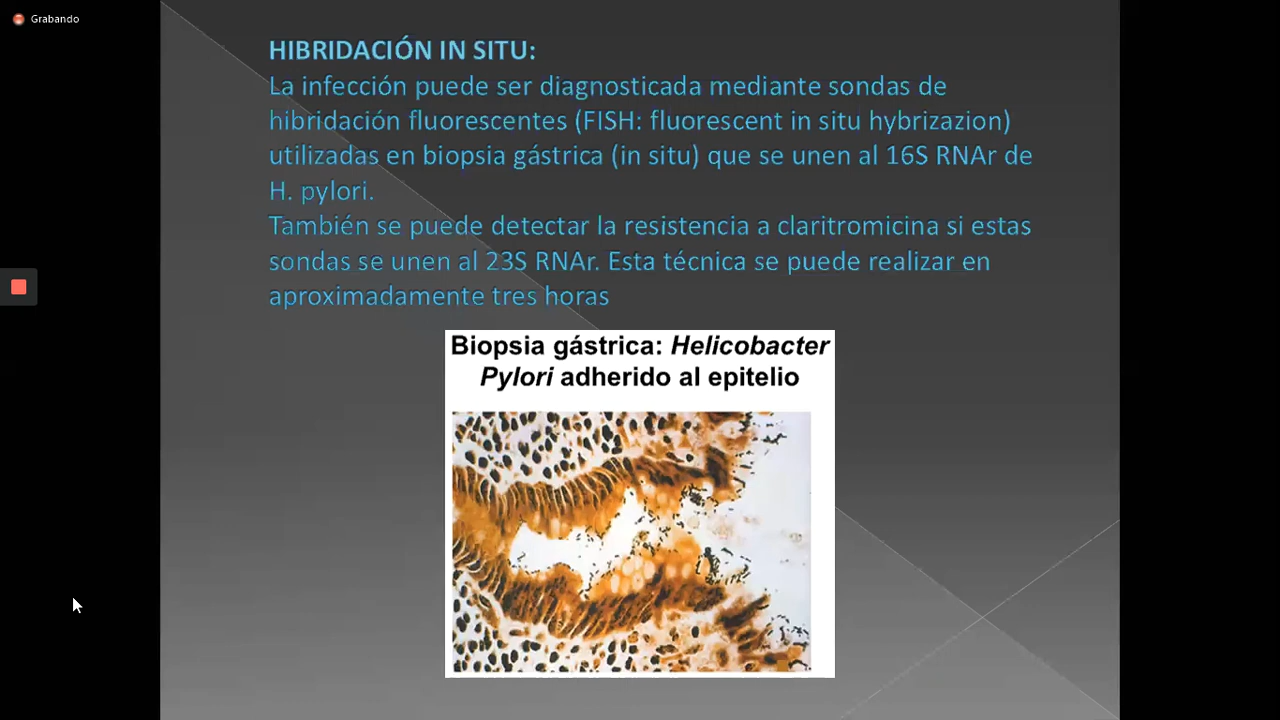 Grabando
HIBRIDACIÓN IN SITU:
La infección puede ser diagnosticada mediante sondas de
hibridación fluorescentes (FISH: fluorescent in situ hybrizazion)
utilizadas en biopsia gástrica (in situ) que se unen al 16S RNAr de
H. pylori.
También se puede detectar la resistencia a claritromicina si estas
sondas se unen al 23S RNAr. Esta técnica se puede realizar en
aproximadamente tres horas
Biopsia gástrica: Helicobacter
Pylori adherido al epitelio